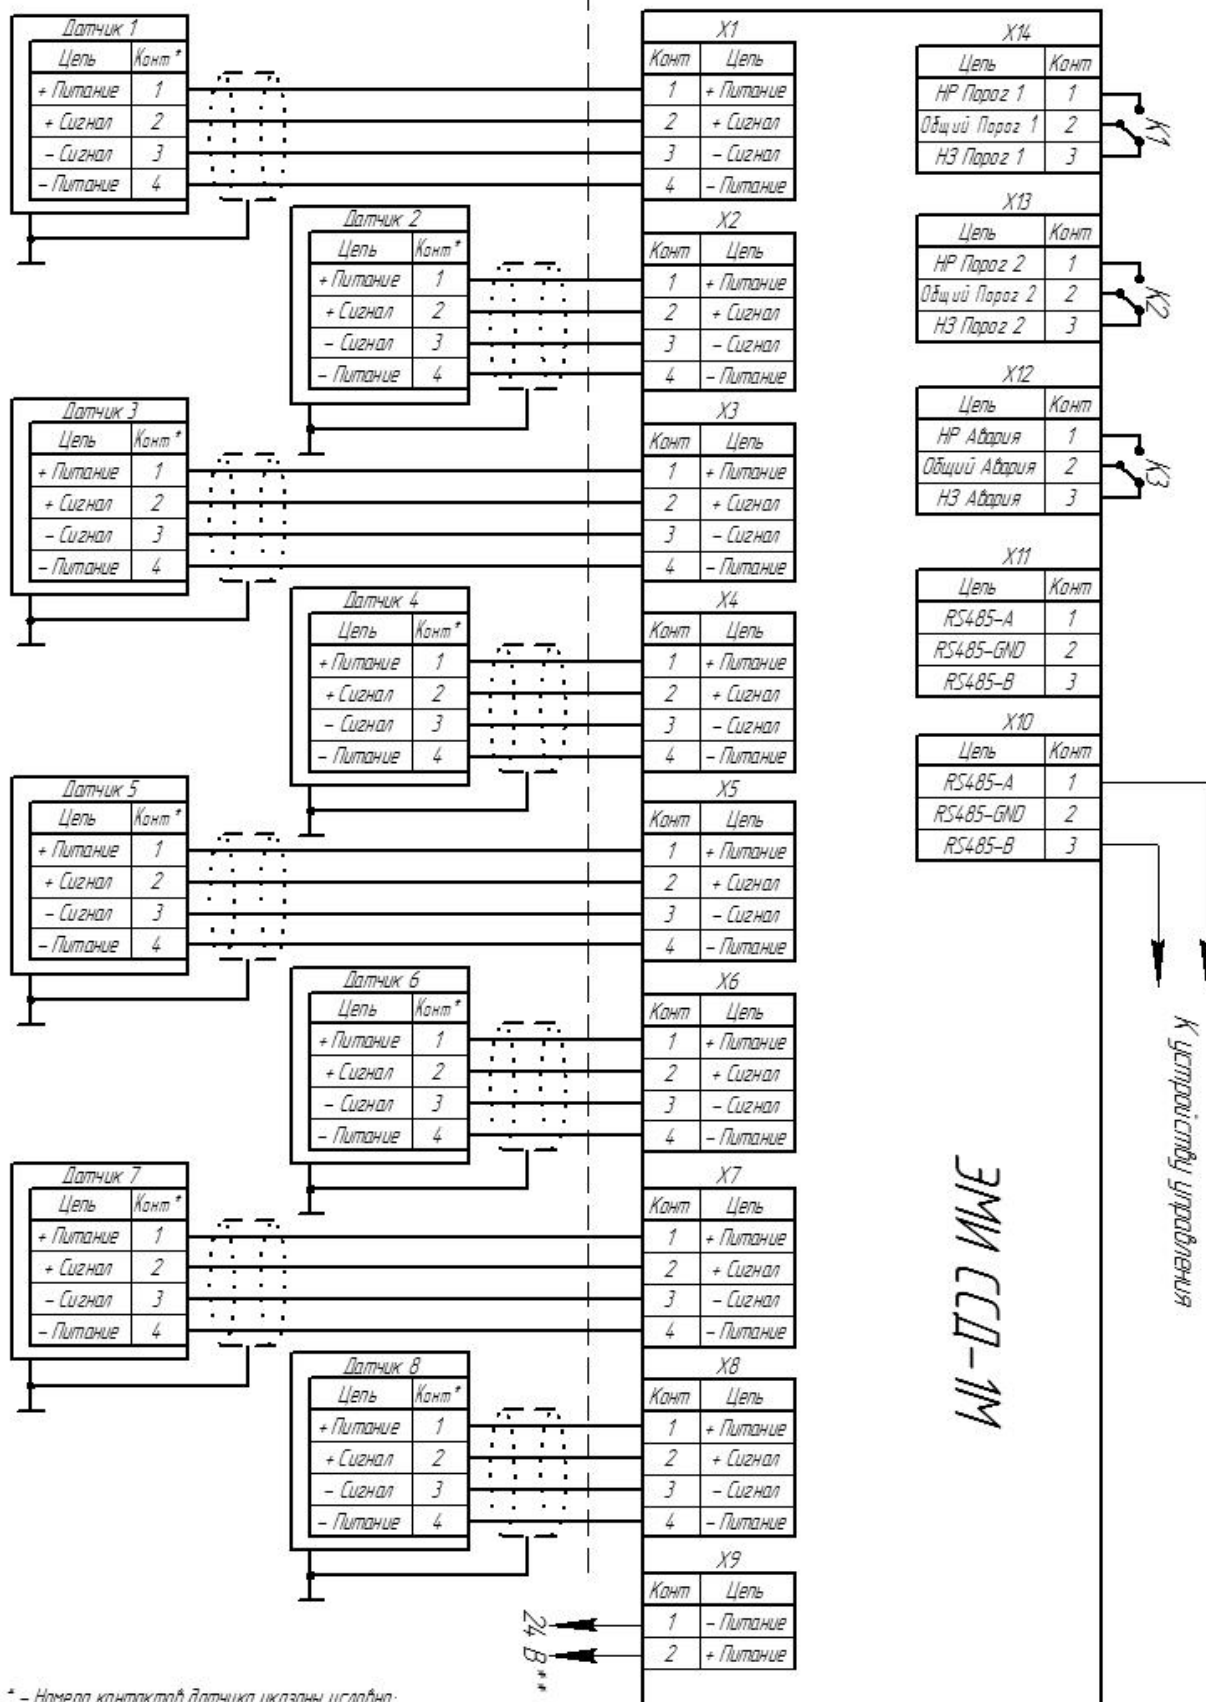 Датчик 1
Цепь Конт *
+ Питание 1
+ Сигнал 2
- Сигнал 3
- Питание 4
Датчик 2
Цепь Конт *
+ Питание 1
+ Сигнал 2
- Сигнал 3
- Питание 4
Датчик 3
Цепь Конт *
+ Питание 1
+ Сигнал 2
- Сигнал 3
- Питание 4
Датчик 4
Цепь Конт *
+ Питание 1
+ Сигнал 2
- Сигнал 3
- Питание 4
Датчик 5
Цепь Конт *
+ Питание 1
+ Сигнал 2
- Сигнал 3
- Питание 4
Датчик 6
Цепь Конт *
+ Питание 1
+ Сигнал 2
- Сигнал 3
- Питание 4
Датчик 7
Цепь Конт *
+ Питание 1
+ Сигнал 2
- Сигнал 3
- Питание 4
Датчик 8
Цепь Конт *
+ Питание 1
+ Сигнал 2
- Сигнал 3
- Питание 4
X1
Конт Цепь
1 + Питание
2 + Сигнал
3 - Сигнал
4 - Питание
X2
Конт Цепь
1 + Питание
2 + Сигнал
3 - Сигнал
4 - Питание
X3
Конт Цепь
1 + Питание
2 + Сигнал
3 - Сигнал
4 - Питание
X4
Конт Цепь
1 + Питание
2 + Сигнал
3 - Сигнал
4 - Питание
X5
Конт Цепь
1 + Питание
2 + Сигнал
3 - Сигнал
4 - Питание
X6
Конт Цепь
1 + Питание
2 + Сигнал
3 - Сигнал
4 - Питание
X7
Конт Цепь
1 + Питание
2 + Сигнал
3 - Сигнал
4 - Питание
X8
Конт Цепь
1 + Питание
2 + Сигнал
3 - Сигнал
4 - Питание
X9
Конт Цепь
1 - Питание
2 + Питание
24 В **
X14
Цепь Конт
НР Порог 1 1
Общий Порог 1 2
НЗ Порог 1 3
K1
X13
Цепь Конт
НР Порог 2 1
Общий Порог 2 2
НЗ Порог 2 3
K2
X12
Цепь Конт
НР Авария 1
Общий Авария 2
НЗ Авария 3
K3
X11
Цепь Конт
RS485-A 1
RS485-GND 2
RS485-B 3
X10
Цепь Конт
RS485-A 1
RS485-GND 2
RS485-B 3
К устройству управления
ЭМИ ССД-1М
* - Номера контактов датчика указаны условно;